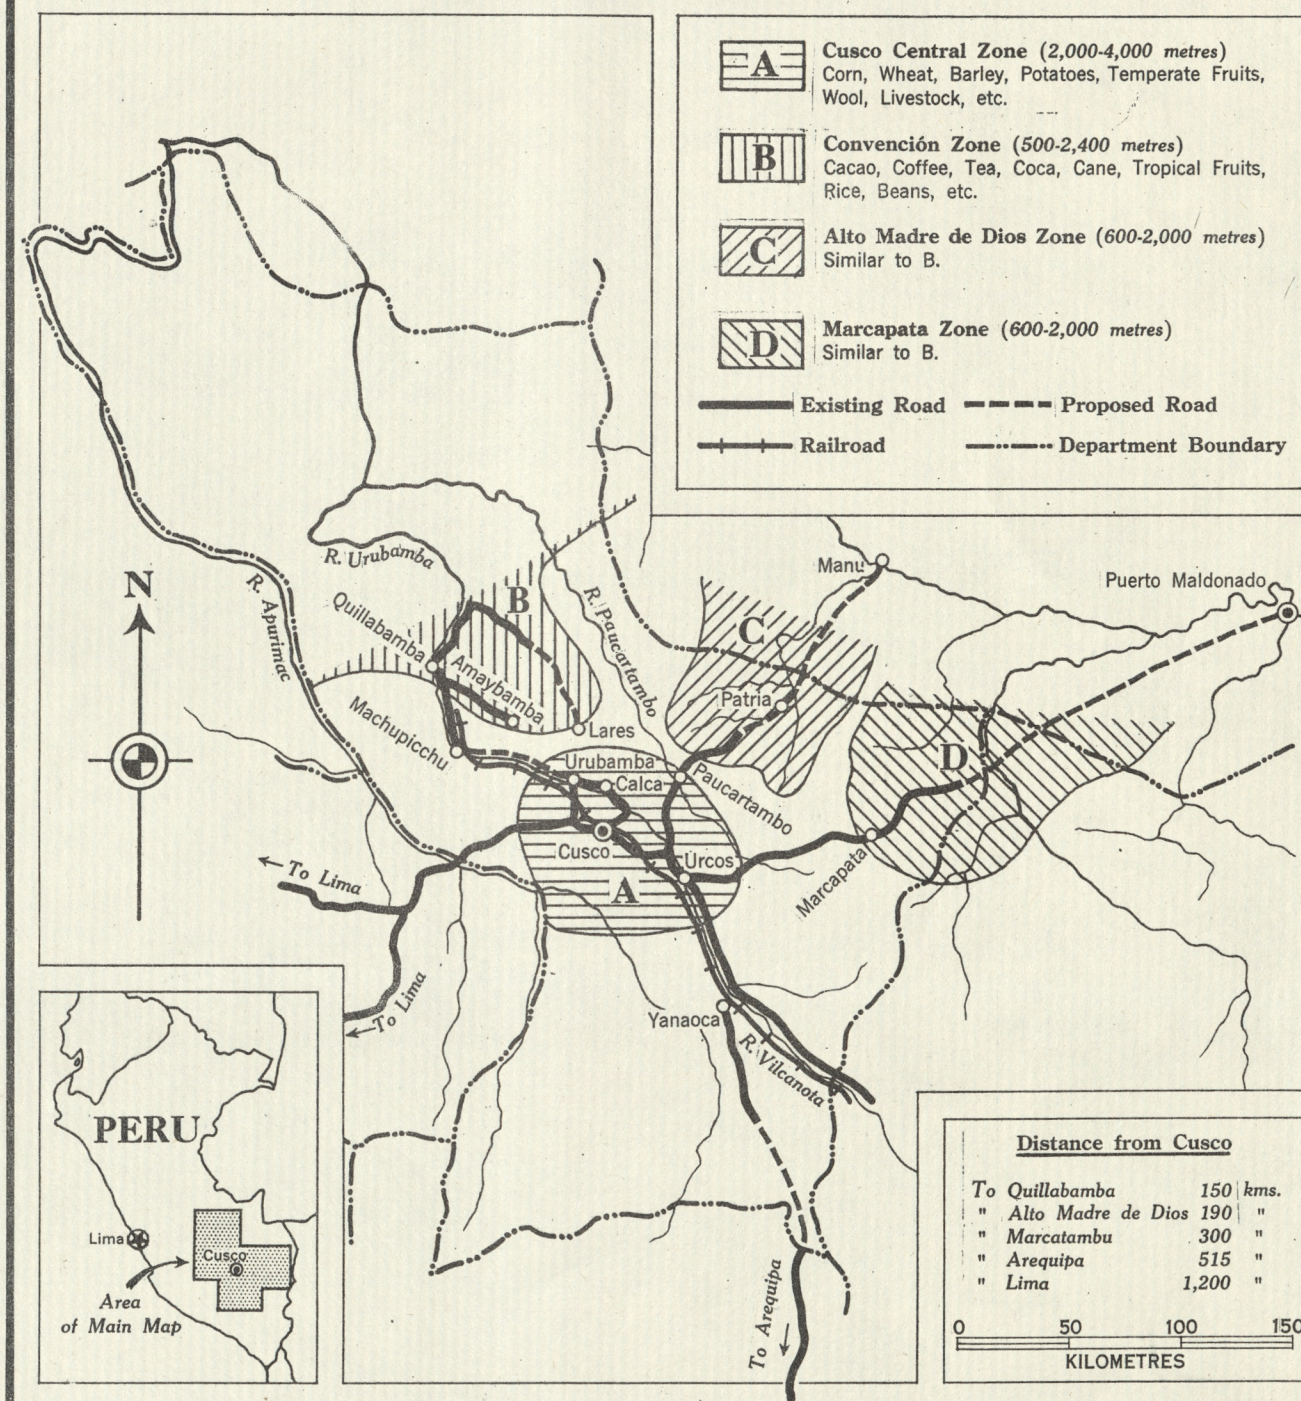 A
Cusco Central Zone (2,000-4,000 metres)
Corn, Wheat, Barley, Potatoes, Temperate Fruits,
Wool, Livestock, etc.
B
Convención Zone (500-2,400 metres)
Cacao, Coffee, Tea, Coca, Cane, Tropical Fruits,
Rice, Beans, etc.
C
Alto Madre de Dios Zone (600-2,000 metres)
Similar to B.
D
Marcapata Zone (600-2,000 metres)
Similar to B.
Existing Road
Proposed Road
Railroad
Department Boundary
N
R. Urubamba
R. Apurimac
Quillabamba
B
Amaybamba
R. Paucartambo
Lares
Machupicchu
Manu
Puerto Maldonado
C
Patria
D
Urubamba
Calca
Paucartambo
Cusco
Urcos
A
Marcapata
To Lima
To Lima
Yanaoca
R. Vilcanota
To Arequipa
PERU
Lima
Cusco
Area
of Main Map
Distance from Cusco
To Quillabamba 150 kms.
" Alto Madre de Dios 190 "
" Marcatambu 300 "
" Arequipa 515 "
" Lima 1,200 "
0 50 100 150
KILOMETRES